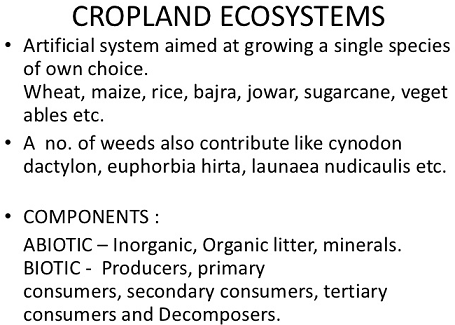 CROPLAND ECOSYSTEMS
• Artificial system aimed at growing a single species
of own choice.
Wheat, maize, rice, bajra, jowar, sugarcane, veget
ables etc.
• A no. of weeds also contribute like cynodon
dactylon, euphorbia hirta, launaea nudicaulis etc.
• COMPONENTS :
ABIOTIC – Inorganic, Organic litter, minerals.
BIOTIC - Producers, primary
consumers, secondary consumers, tertiary
consumers and Decomposers.